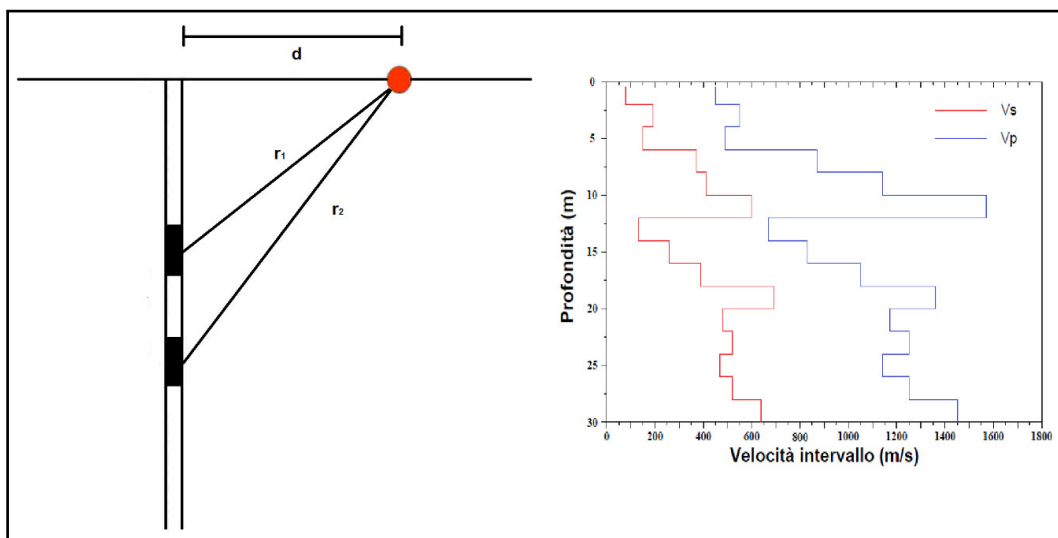 d
r₁
r₂
0
5
10
15
20
25
30
Profondità (m)
Vs
Vp
0 200 400 600 800 1000 1200 1400 1600 1800
Velocità intervallo (m/s)